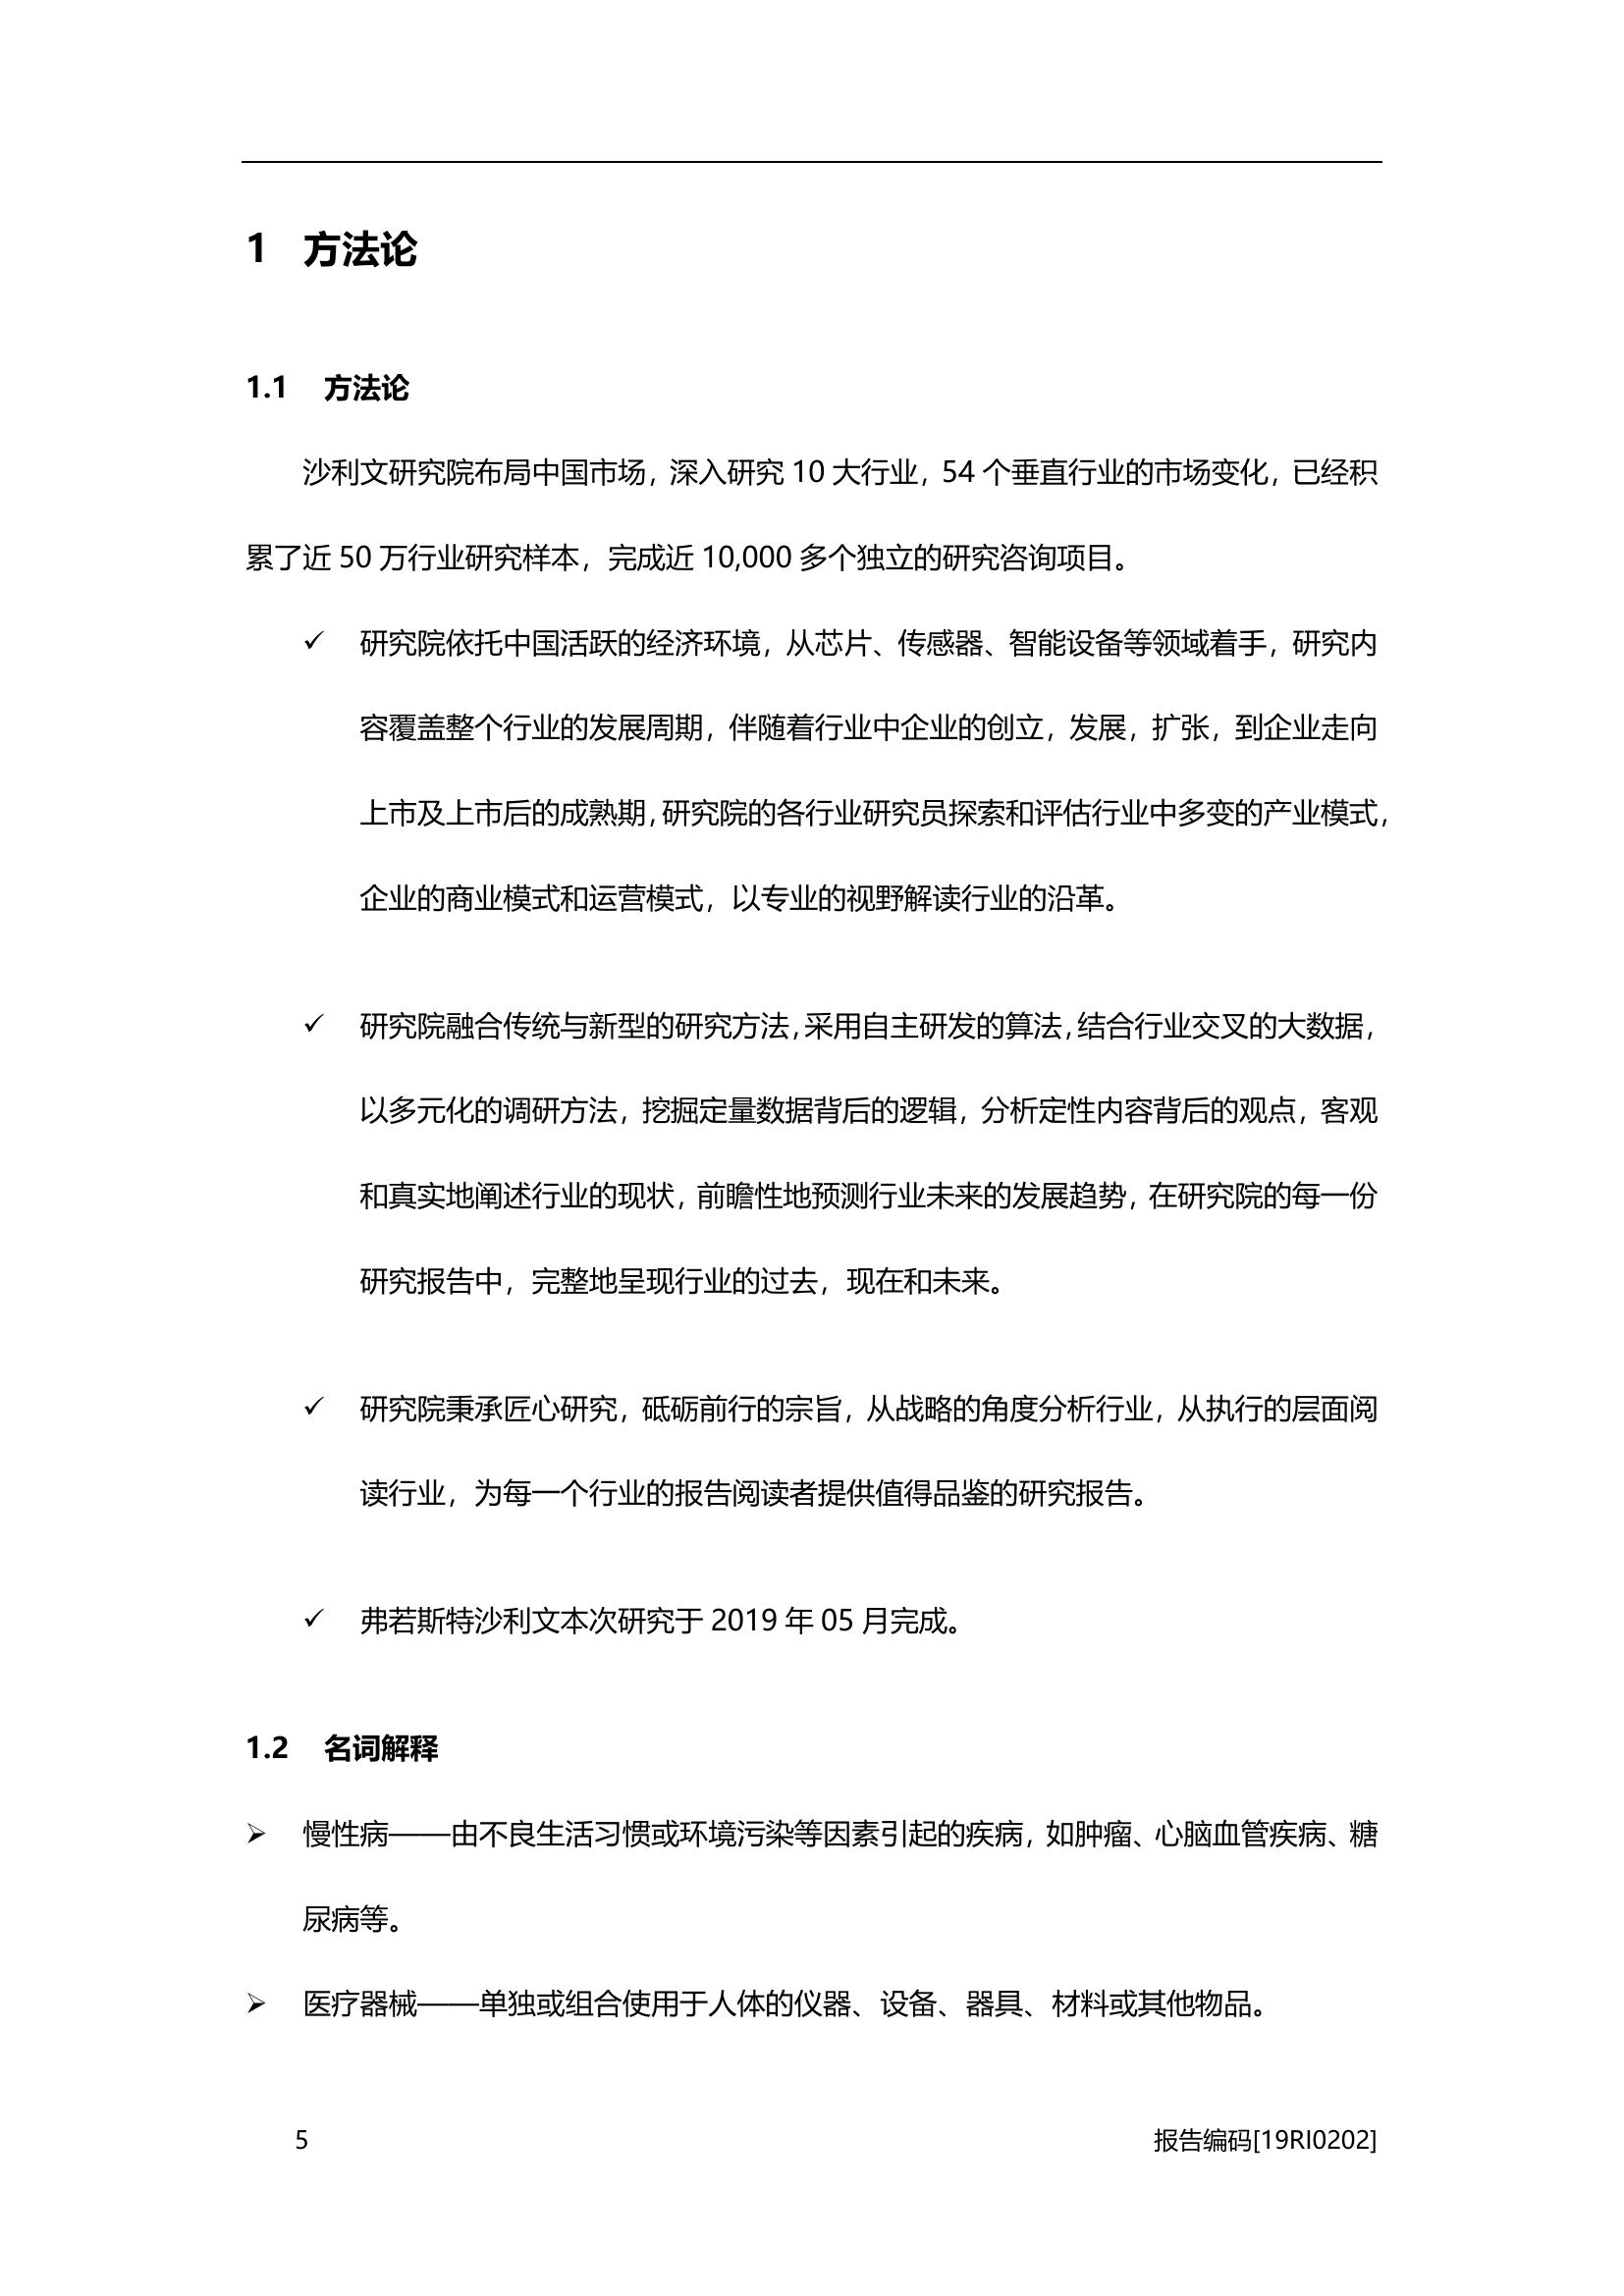 1 方法论
1.1 方法论
沙利文研究院布局中国市场，深入研究 10 大行业，54 个垂直行业的市场变化，已经积
累了近 50 万行业研究样本，完成近 10,000 多个独立的研究咨询项目。
✓ 研究院依托中国活跃的经济环境，从芯片、传感器、智能设备等领域着手，研究内
容覆盖整个行业的发展周期，伴随着行业中企业的创立，发展，扩张，到企业走向
上市及上市后的成熟期，研究院的各行业研究员探索和评估行业中多变的产业模式，
企业的商业模式和运营模式，以专业的视野解读行业的沿革。
✓ 研究院融合传统与新型的研究方法，采用自主研发的算法，结合行业交叉的大数据，
以多元化的调研方法，挖掘定量数据背后的逻辑，分析定性内容背后的观点，客观
和真实地阐述行业的现状，前瞻性地预测行业未来的发展趋势，在研究院的每一份
研究报告中，完整地呈现行业的过去，现在和未来。
✓ 研究院秉承匠心研究，砥砺前行的宗旨，从战略的角度分析行业，从执行的层面阅
读行业，为每一个行业的报告阅读者提供值得品鉴的研究报告。
✓ 弗若斯特沙利文本次研究于 2019 年 05 月完成。
1.2 名词解释
➢ 慢性病——由不良生活习惯或环境污染等因素引起的疾病，如肿瘤、心脑血管疾病、糖
尿病等。
➢ 医疗器械——单独或组合使用于人体的仪器、设备、器具、材料或其他物品。
5 报告编码[19RI0202]